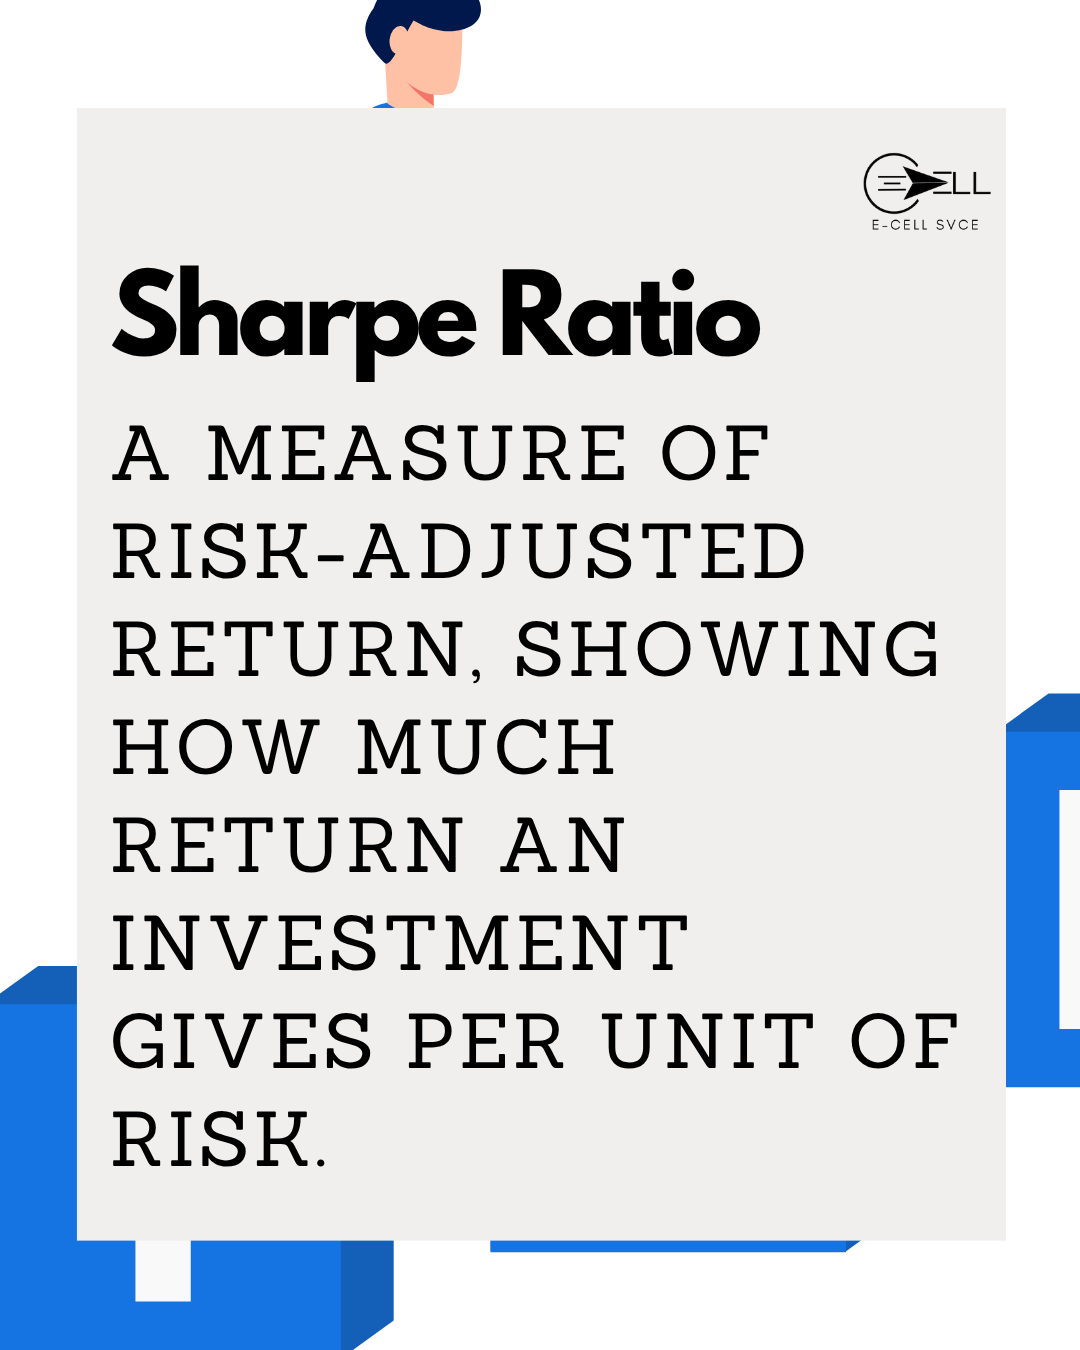 ELL
E-CELL SVCE
Sharpe Ratio
A MEASURE OF
RISK-ADJUSTED
RETURN, SHOWING
HOW MUCH
RETURN AN
INVESTMENT
GIVES PER UNIT OF
RISK.